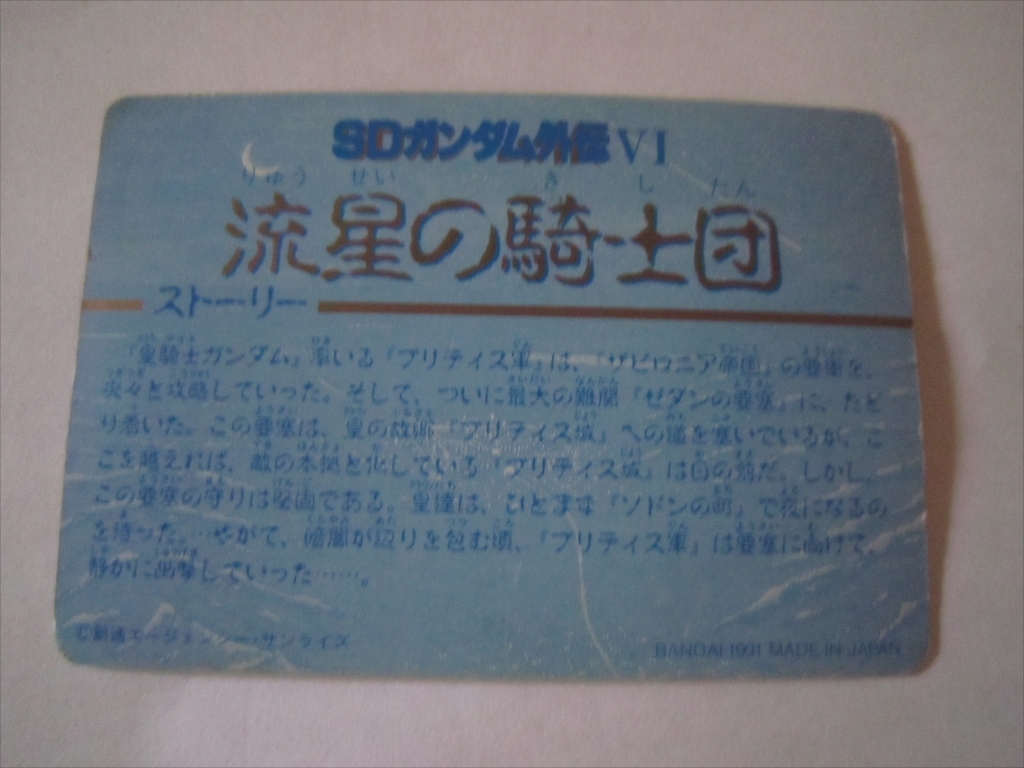 SDガンダム外伝 VI
りゅう せい き し たん
流星の騎士団
ストーリー
「皇騎士ガンダム」率いる『ブリティス軍』は、『ザビロニア帝国』の要塞を、
次々と攻略していった。そして、ついに最大の難関『ゼダンの要塞』に、たど
り着いた。この要塞は、皇の故郷『ブリティス城』への道を塞いでいるが、こ
こを越えれば、敵の本拠と化している『ブリティス城』は目の前だ。しかし、
この要塞の守りは堅固である。皇達は、ひとまず『ソドンの町』で夜になるの
を待った。…やがて、暗闇が辺りを包む頃、『ブリティス軍』は要塞に向けて、
静かに出撃していった……。
©創通エージェンシー・サンライズ
BANDAI 1991 MADE IN JAPAN